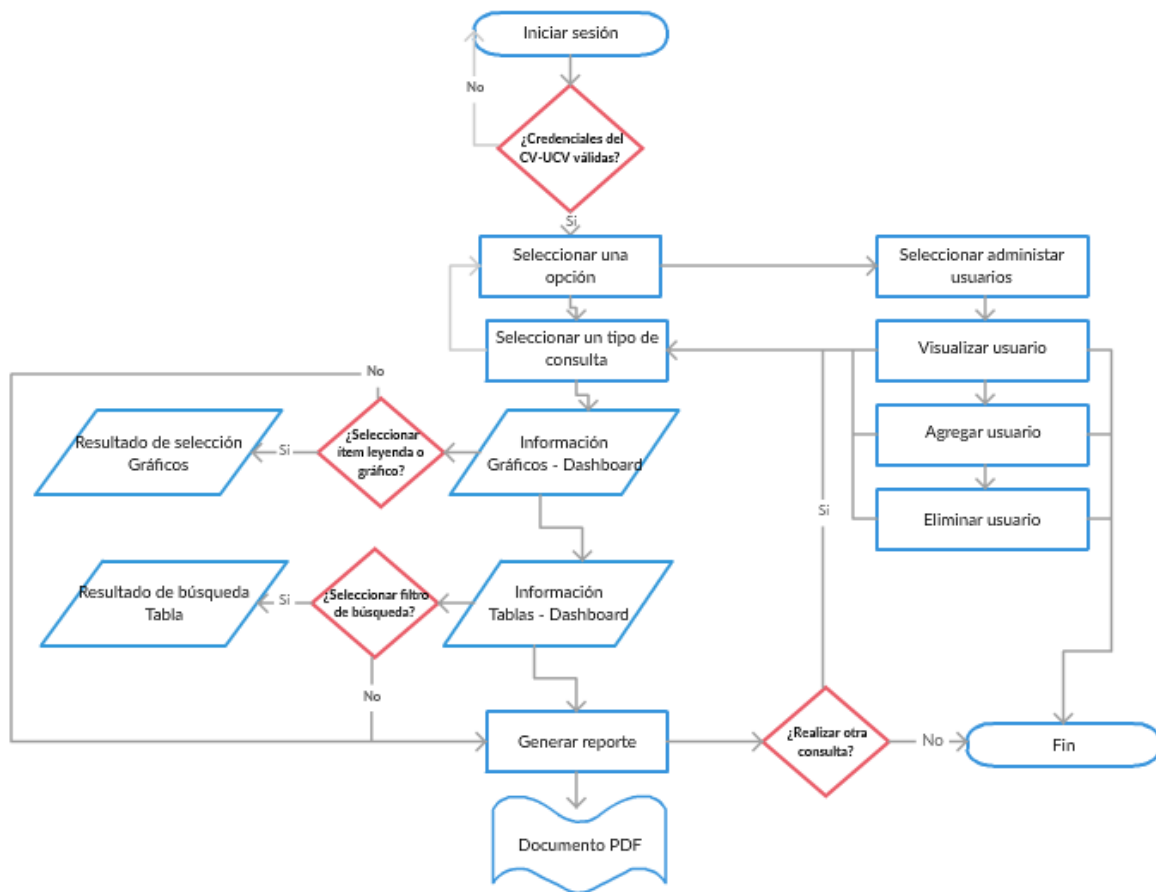 Iniciar sesión
No
¿Credenciales del
CV-UCV válidas?
Si
Seleccionar una
opción
Seleccionar administar
usuarios
Seleccionar un tipo de
consulta
Visualizar usuario
No
Resultado de selección
Gráficos
Si
¿Seleccionar
ítem leyenda o
gráfico?
Información
Gráficos - Dashboard
Agregar usuario
Si
Eliminar usuario
Resultado de búsqueda
Tabla
Si
¿Seleccionar filtro
de búsqueda?
Información
Tablas - Dashboard
No
Generar reporte
¿Realizar otra
consulta?
No
Fin
Documento PDF